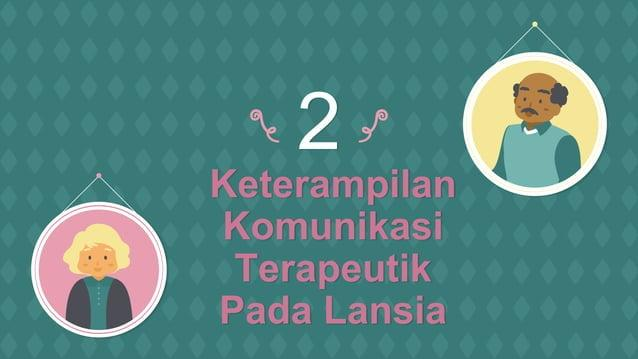 2
Keterampilan
Komunikasi
Terapeutik
Pada Lansia